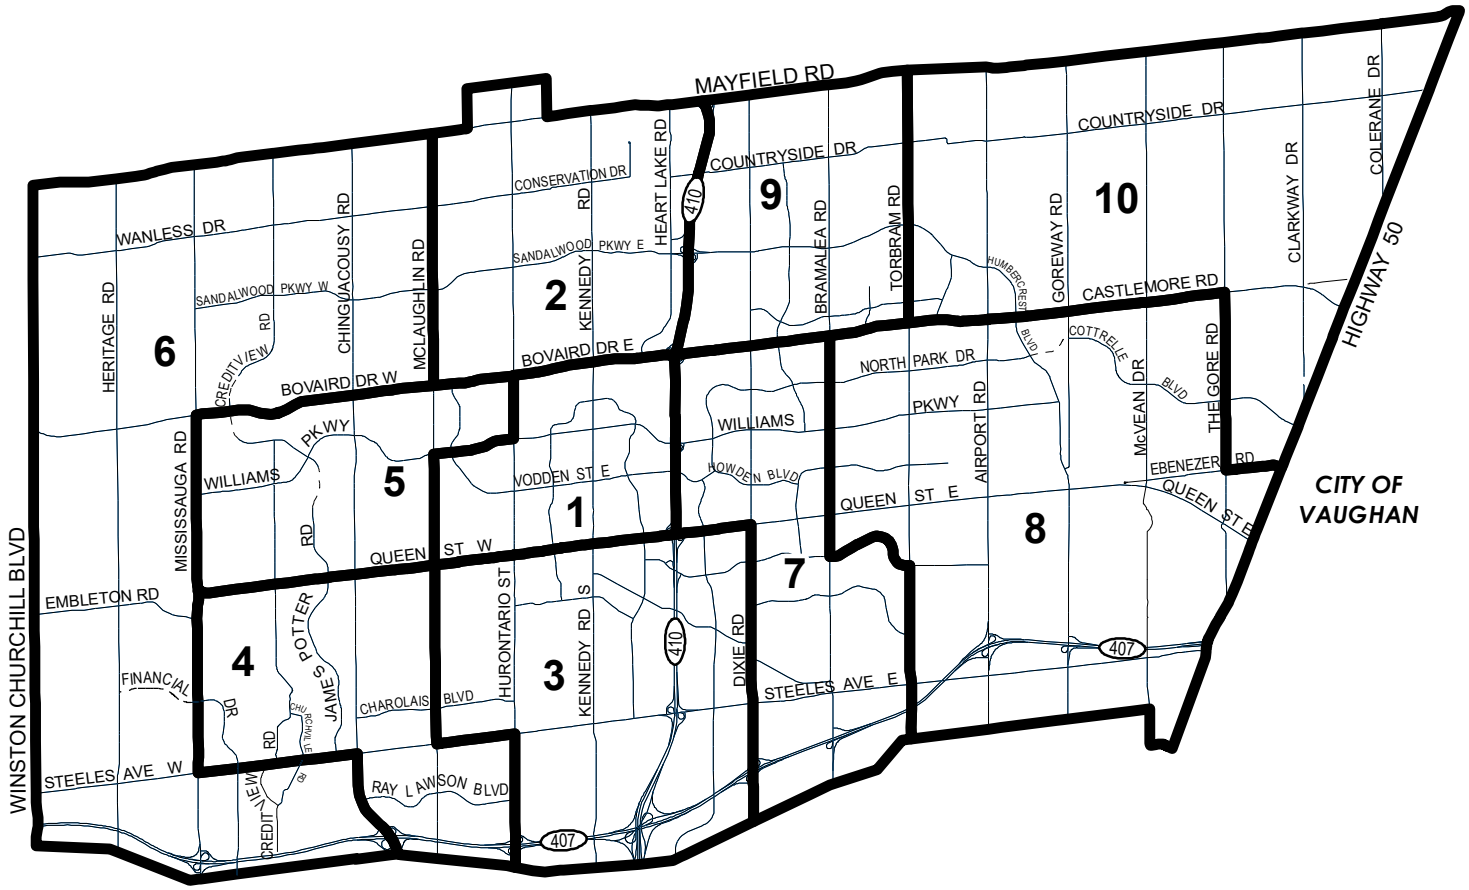 MAYFIELD RD
COUNTRYSIDE DR
COLERANE DR
CLARKWAY DR
HEART LAKE RD
COUNTRYSIDE DR
CONSERVATION DR
410
9
10
TORBRAM RD
BRAMALEA RD
GOREWAY RD
HIGHWAY 50
WANLESS DR
CHINGUACOUSY RD
MCLAUGHLIN RD
KENNEDY RD
SANDALWOOD PKWY E
HUMBERCREST BLVD
CASTLEMORE RD
SANDALWOOD PKWY W
HERITAGE RD
2
6
CREDITVIEW RD
BOVAIRD DR E
BOVAIRD DR W
COTTRELLE BLVD
NORTH PARK DR
THE GORE RD
McVEAN DR
AIRPORT RD
WILLIAMS PKWY
MISSISSAUGA RD
WILLIAMS PKWY
5
VODDEN ST E
HOWDEN BLVD
EBENEZER RD
QUEEN ST E
QUEEN ST E
CITY OF
VAUGHAN
1
8
QUEEN ST W
7
WINSTON CHURCHILL BLVD
EMBLETON RD
JAMES POTTER RD
HURONTARIO ST
KENNEDY RD S
410
DIXIE RD
407
4
3
FINANCIAL DR
CHAROLAIS BLVD
STEELES AVE E
CHURCHVILLE RD
STEELES AVE W
CREDITVIEW RD
RAY LAWSON BLVD
407